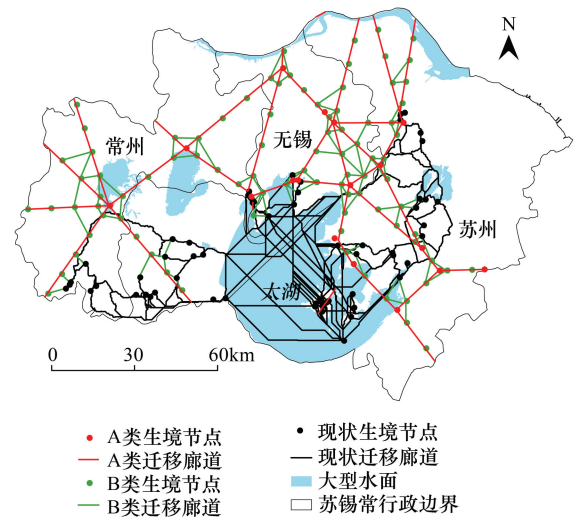 N
常州
无锡
苏州
太湖
0 30 60km
A类生境节点
A类迁移廊道
B类生境节点
B类迁移廊道
现状生境节点
现状迁移廊道
大型水面
苏锡常行政边界